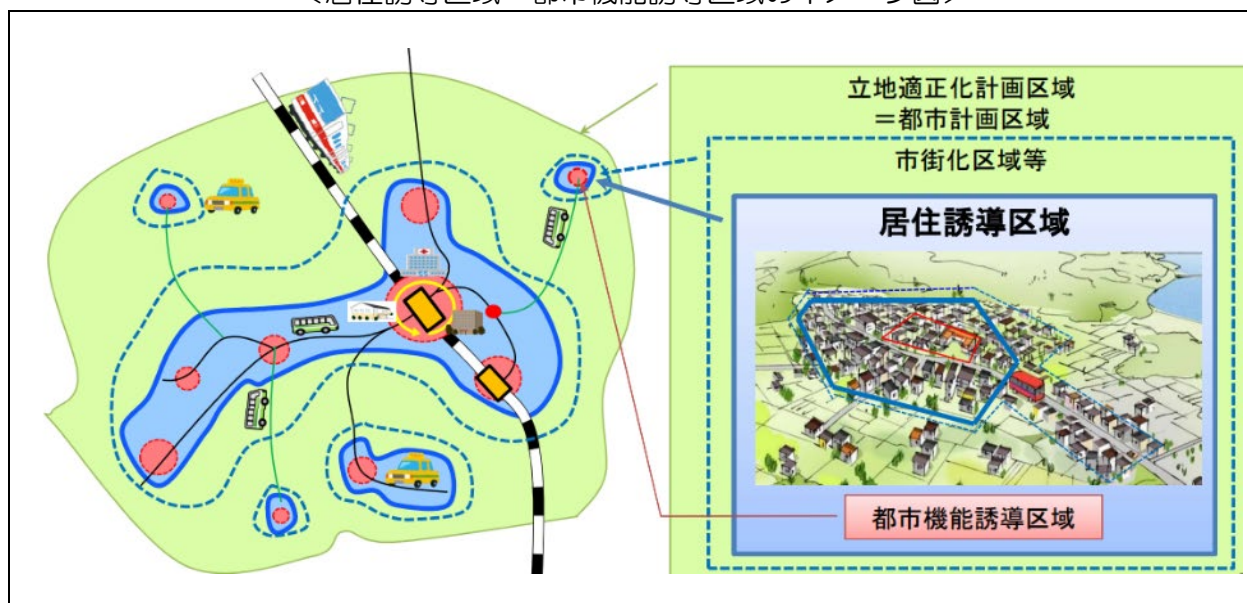 立地適正化計画区域
＝都市計画区域
市街化区域等
居住誘導区域
都市機能誘導区域